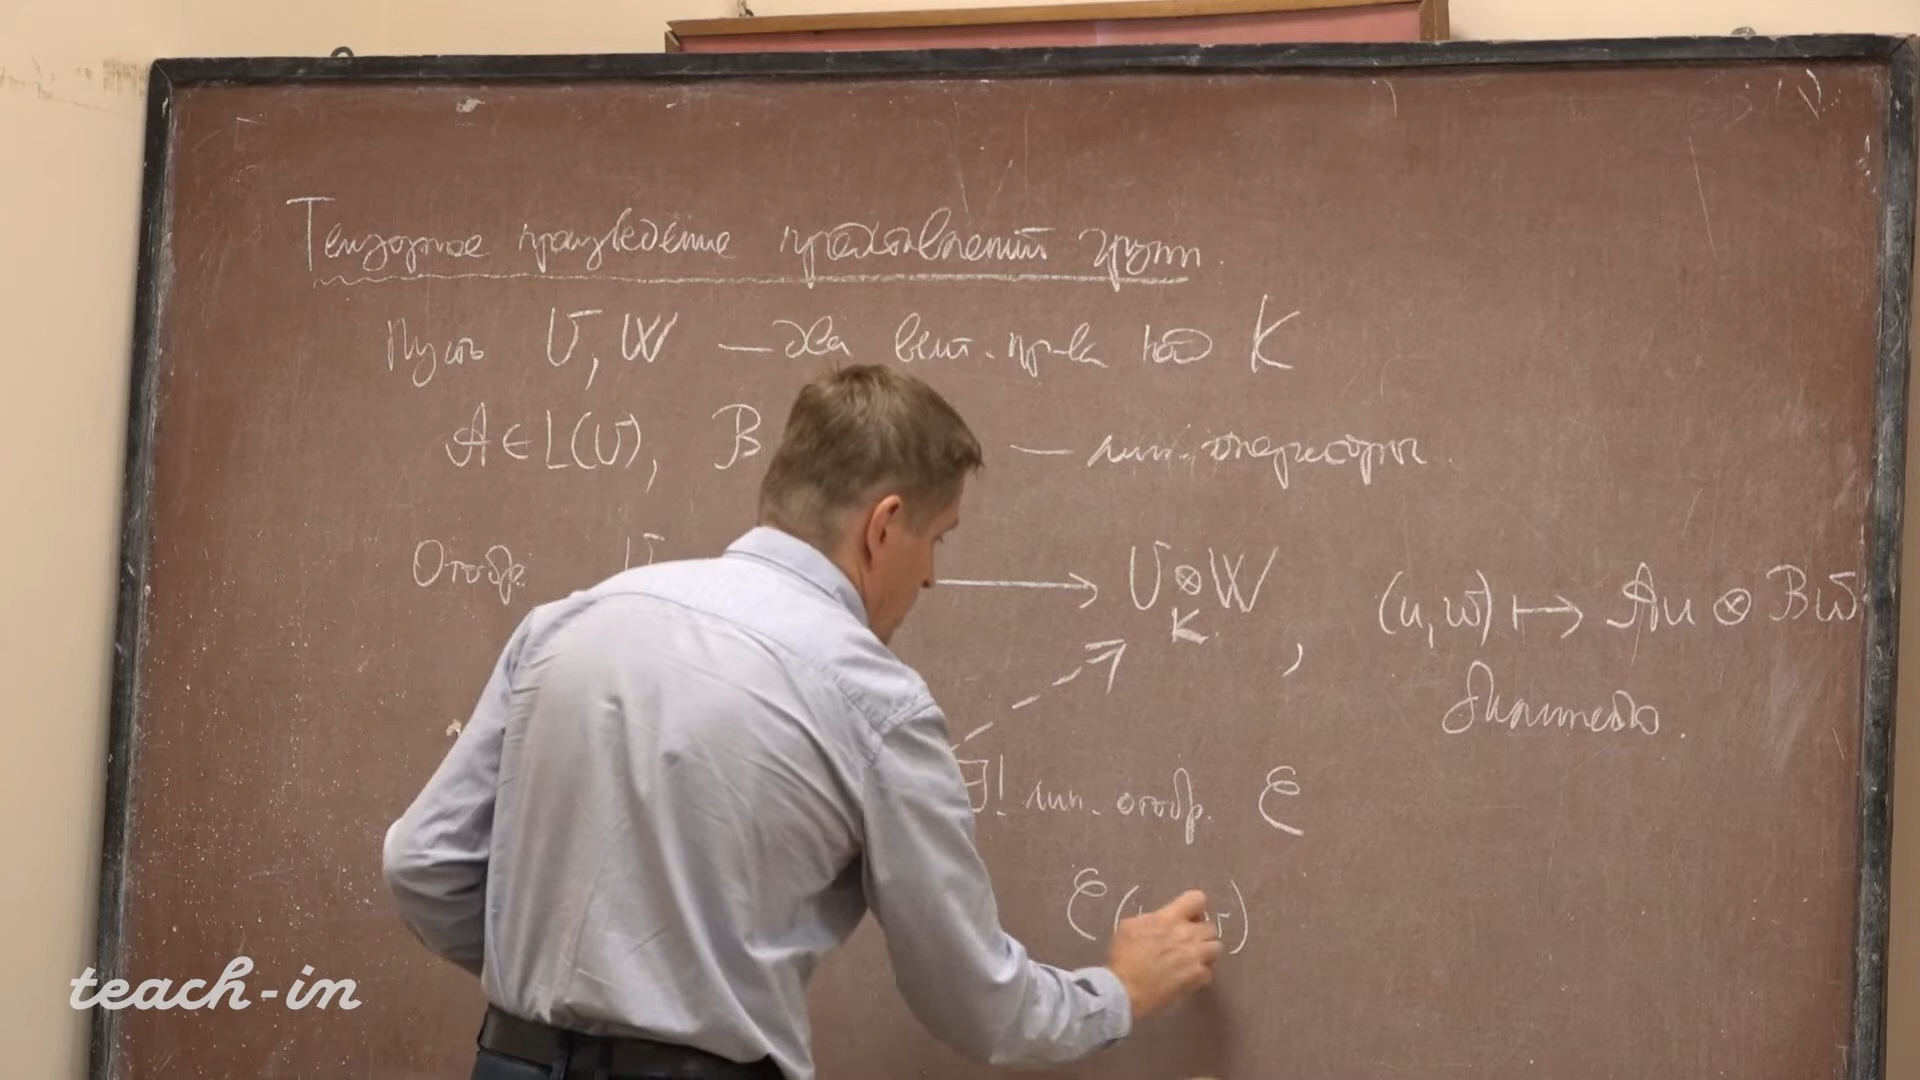 Тензорное произведение представлений групп.
Пусть U, W — два вект. пр-ва над K
A ∈ L(U), B — лин. операторы.
Отобр. U → U ⊗ W, (u, w) ↦ Au ⊗ Bw
K
билинейно.
∃! лин. отобр. C
C( )
teach-in